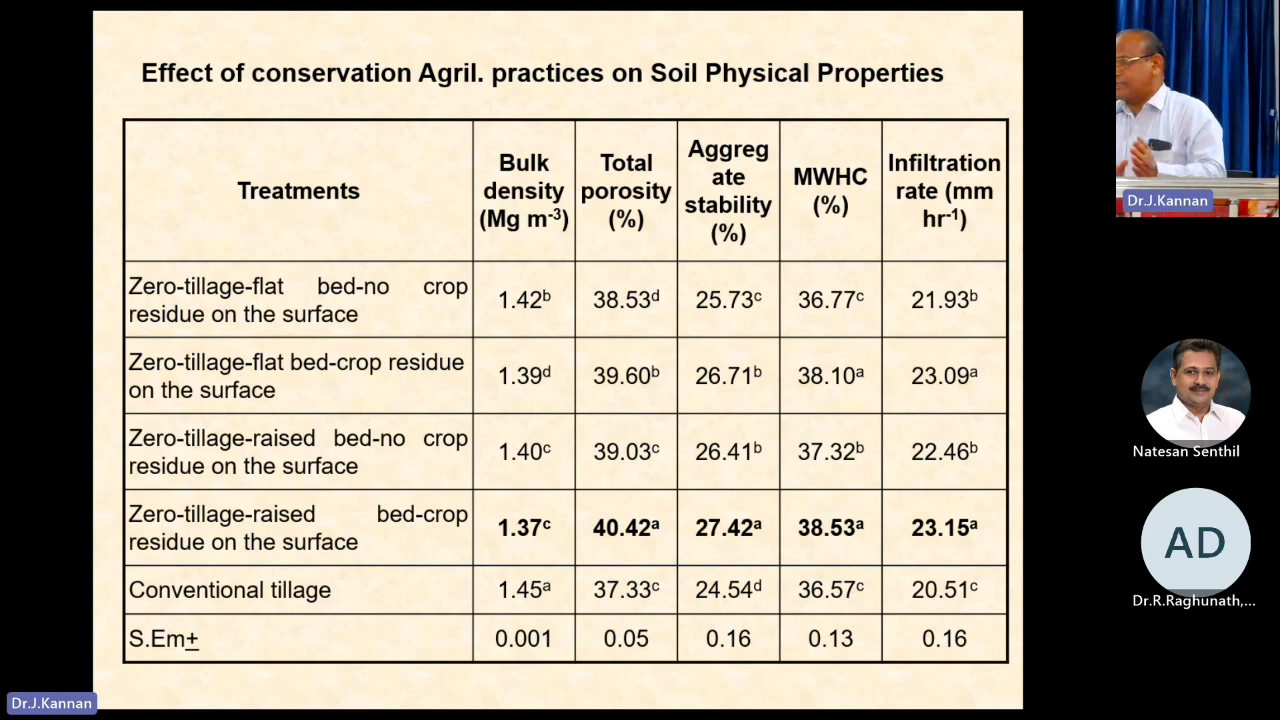 Effect of conservation Agril. practices on Soil Physical Properties
Treatments
Bulk
density
(Mg m-3)
Total
porosity
(%)
Aggreg
ate
stability
(%)
MWHC
(%)
Infiltration
rate (mm
hr-1)
Zero-tillage-flat bed-no crop
residue on the surface
1.42b 38.53d 25.73c 36.77c 21.93b
Zero-tillage-flat bed-crop residue
on the surface
1.39d 39.60b 26.71b 38.10a 23.09a
Zero-tillage-raised bed-no crop
residue on the surface
1.40c 39.03c 26.41b 37.32b 22.46b
Zero-tillage-raised bed-crop
residue on the surface
1.37c 40.42a 27.42a 38.53a 23.15a
Conventional tillage 1.45a 37.33c 24.54d 36.57c 20.51c
S.Em+ 0.001 0.05 0.16 0.13 0.16
Dr.J.Kannan
Natesan Senthil
AD
Dr.R.Raghunath,...
Dr.J.Kannan